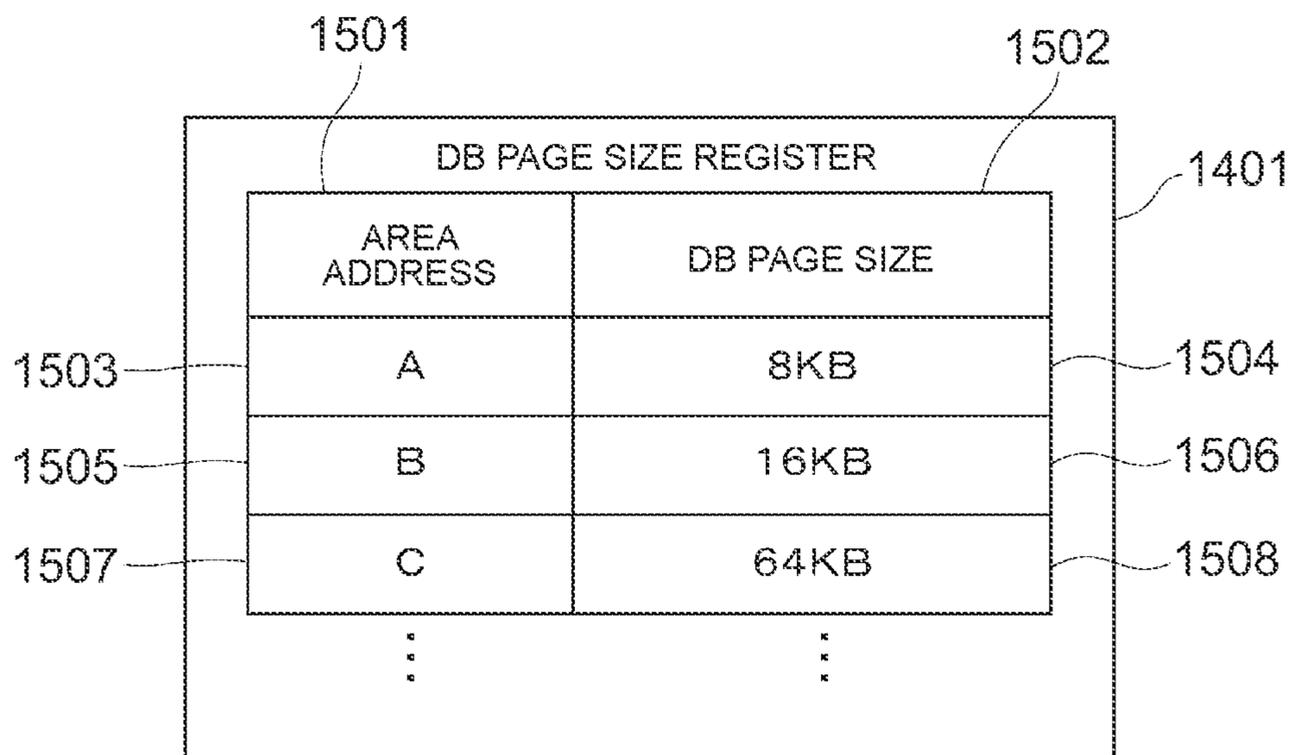 1501
1502
DB PAGE SIZE REGISTER
1401
AREA
ADDRESS
DB PAGE SIZE
1503
A
8KB
1504
1505
B
16KB
1506
1507
C
64KB
1508